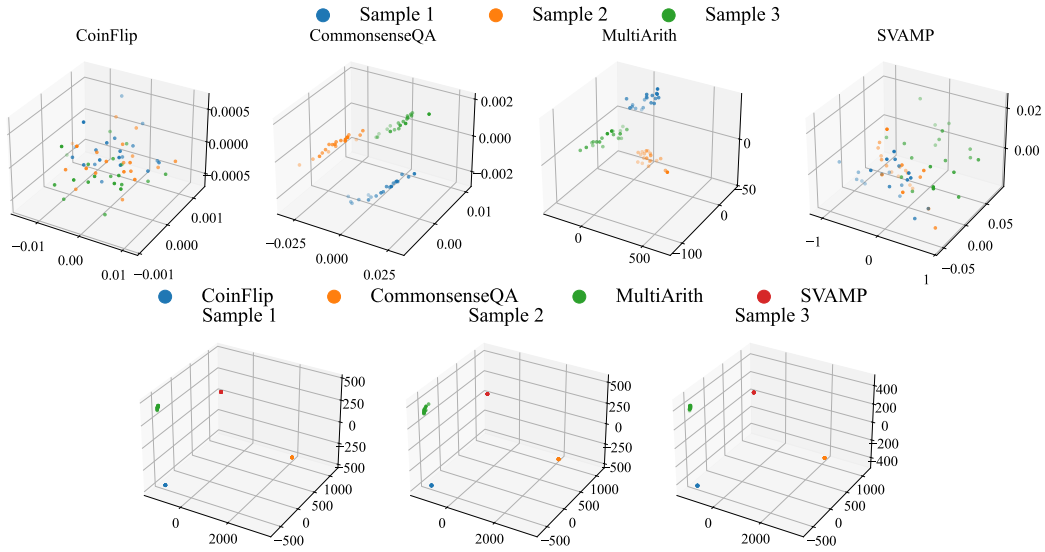 Sample 1 Sample 2 Sample 3
CoinFlip CommonsenseQA MultiArith SVAMP
0.0005 0.0000 −0.0005
0.001 0.000 −0.001
−0.01 0.00 0.01
0.002 0.000 −0.002
0.01 0.00
−0.025 0.000 0.025
0 −50
0 −100
0 500
0.02 0.00
0.05 0.00 −0.05
−1 0 1
CoinFlip CommonsenseQA MultiArith SVAMP
Sample 1 Sample 2 Sample 3
500 250 0 −250 −500
1000 500 0 −500
0 2000
500 250 0 −250 −500
1000 500 0 −500
0 2000
400 200 0 −200 −400
1000 500 0 −500
0 2000